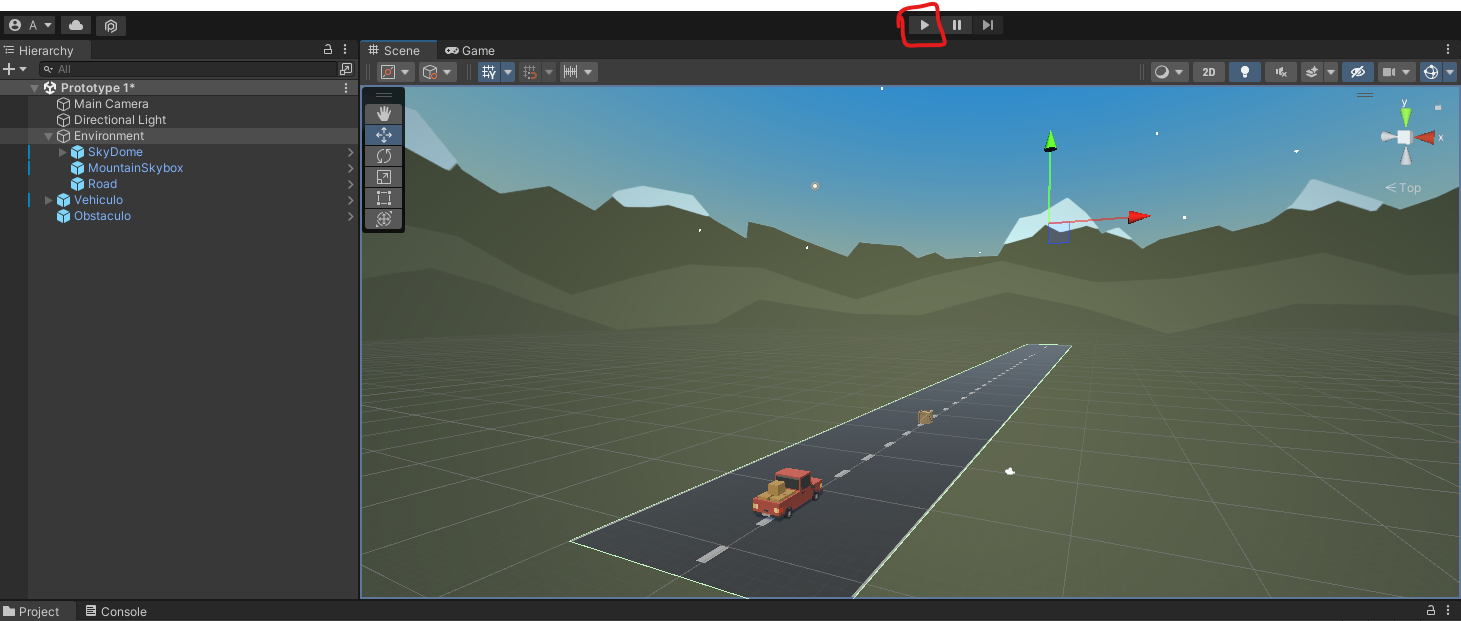 A
Hierarchy
Scene
Game
All
2D
Prototype 1*
Main Camera
Directional Light
Environment
SkyDome
MountainSkybox
Road
Vehiculo
Obstaculo
y
x
Top
Project
Console